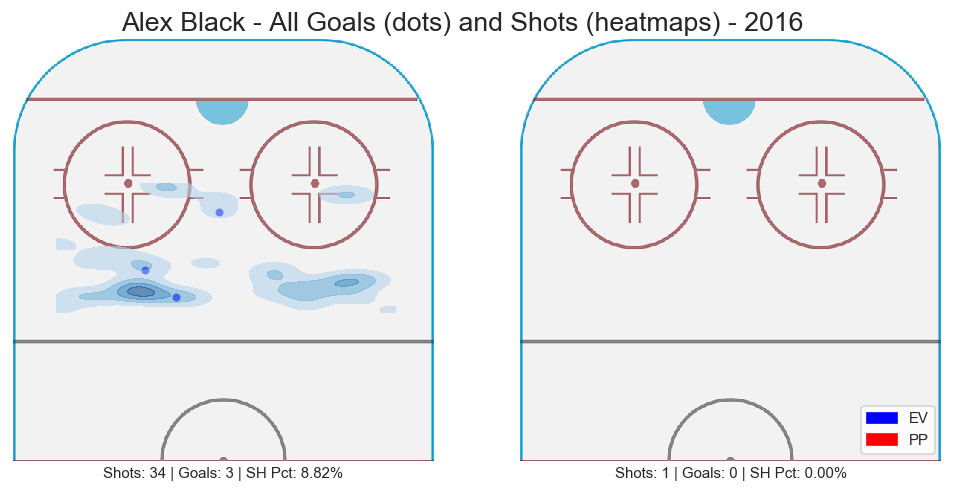 Alex Black - All Goals (dots) and Shots (heatmaps) - 2016
EV
PP
Shots: 34 | Goals: 3 | SH Pct: 8.82%
Shots: 1 | Goals: 0 | SH Pct: 0.00%